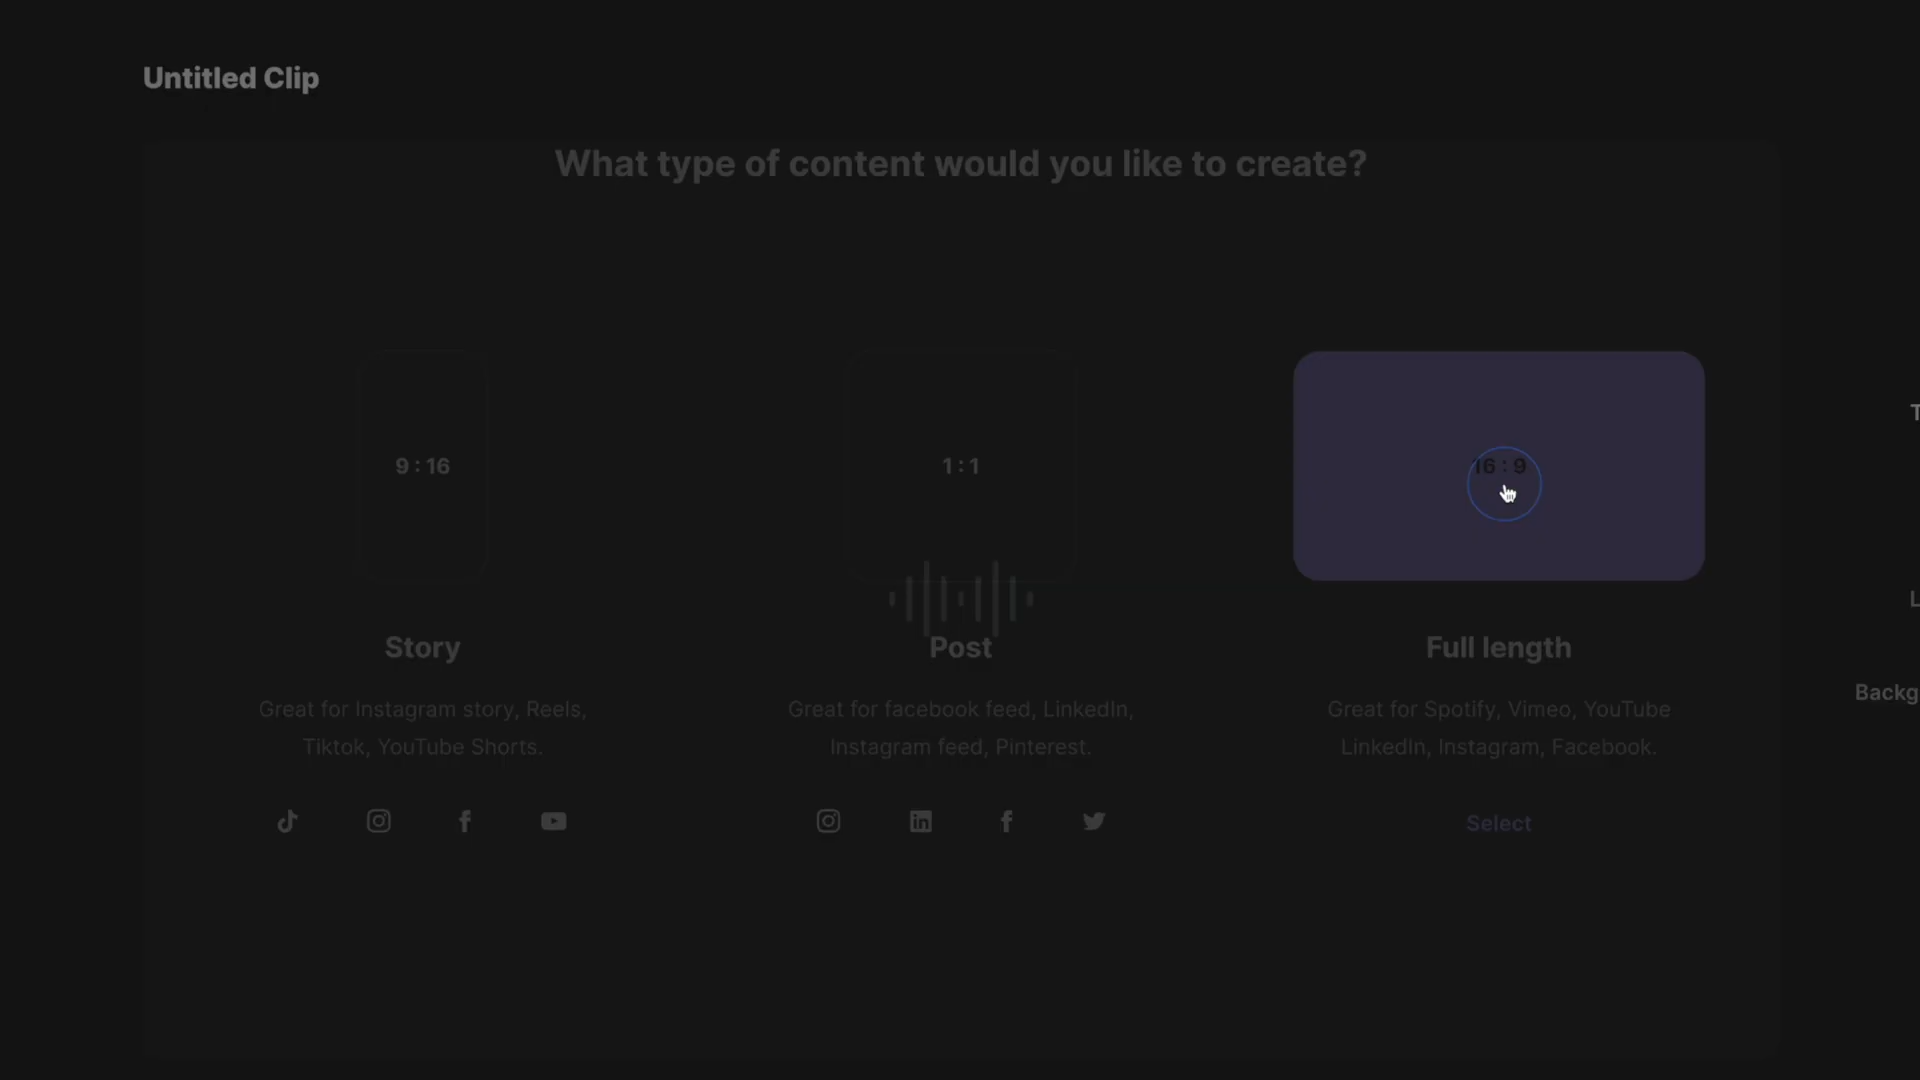 Untitled Clip
What type of content would you like to create?
9 : 16
1 : 1
16 : 9
Story
Post
Full length
Great for Instagram story, Reels,
Tiktok, YouTube Shorts.
Great for facebook feed, LinkedIn,
Instagram feed, Pinterest.
Great for Spotify, Vimeo, YouTube
LinkedIn, Instagram, Facebook.
Select
T
L
Backg